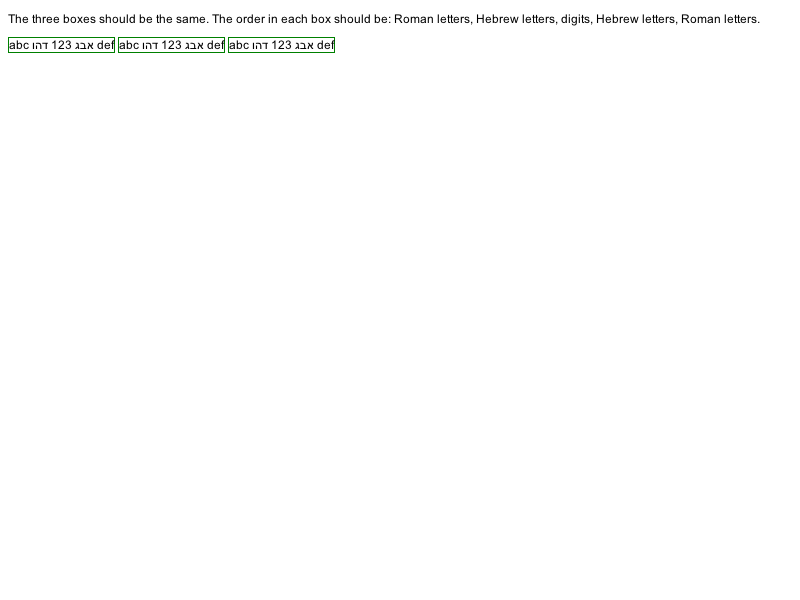 The three boxes should be the same. The order in each box should be: Roman letters, Hebrew letters, digits, Hebrew letters, Roman letters.
abc אבג 123 דהו def abc אבג 123 דהו def abc אבג 123 דהו def